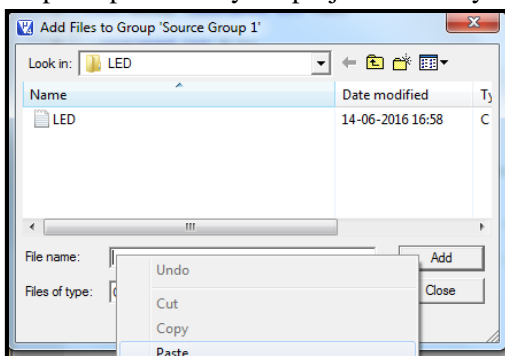 Add Files to Group 'Source Group 1'
Look in: LED
Name Date modified Ty
LED 14-06-2016 16:58 C
File name: Add
Undo
Files of type: Close
Cut
Copy
Paste